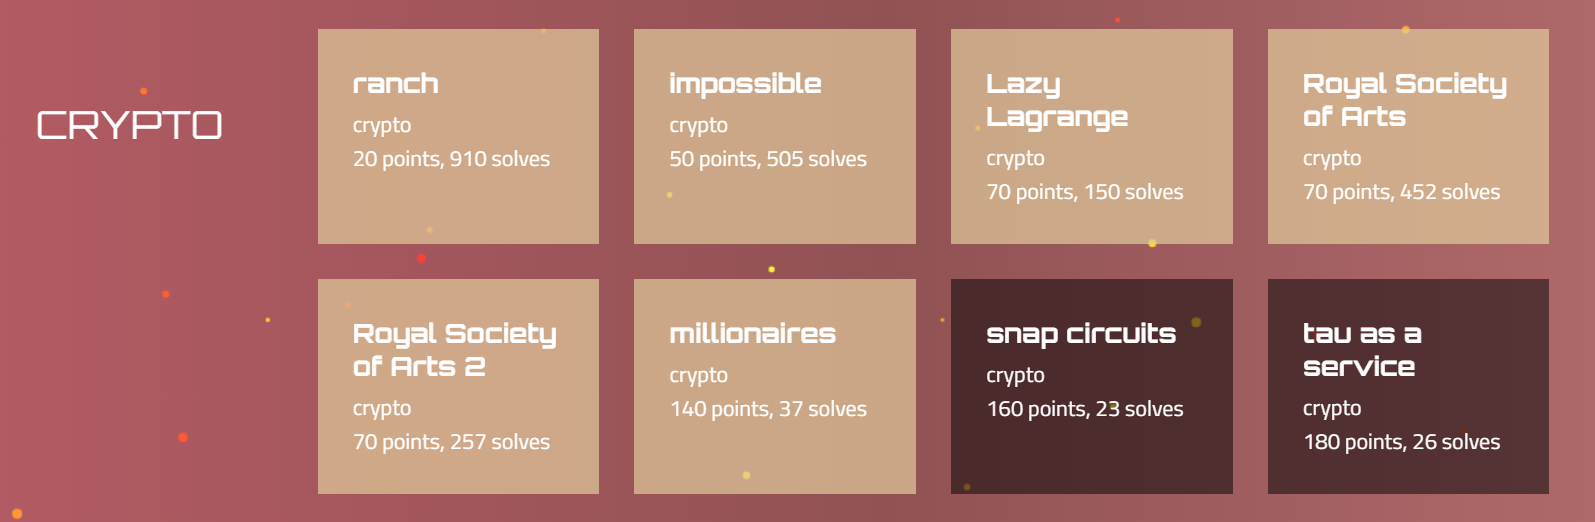 CRYPTO
ranch
crypto
20 points, 910 solves
impossible
crypto
50 points, 505 solves
Lazy
Lagrange
crypto
70 points, 150 solves
Royal Society
of Arts
crypto
70 points, 452 solves
Royal Society
of Arts 2
crypto
70 points, 257 solves
millionaires
crypto
140 points, 37 solves
snap circuits
crypto
160 points, 23 solves
tau as a
service
crypto
180 points, 26 solves